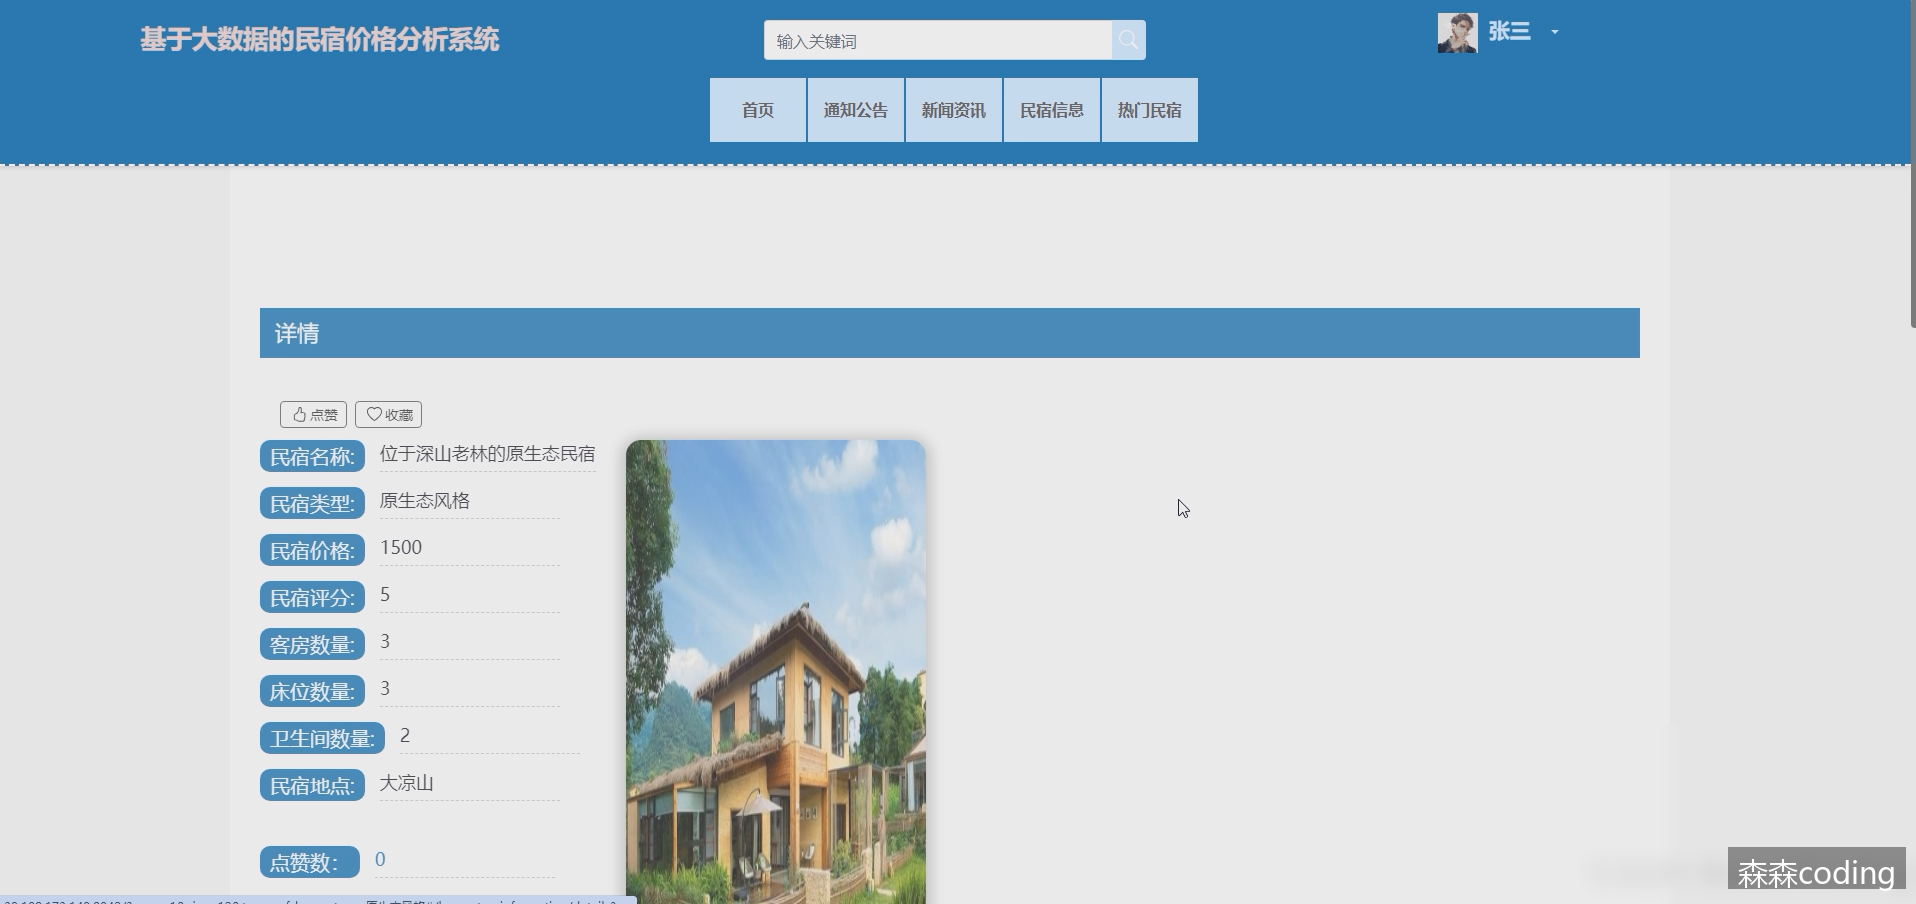 基于大数据的民宿价格分析系统
输入关键词
张三
首页 通知公告 新闻资讯 民宿信息 热门民宿
详情
点赞 收藏
民宿名称: 位于深山老林的原生态民宿
民宿类型: 原生态风格
民宿价格: 1500
民宿评分: 5
客房数量: 3
床位数量: 3
卫生间数量: 2
民宿地点: 大凉山
点赞数: 0
森森coding